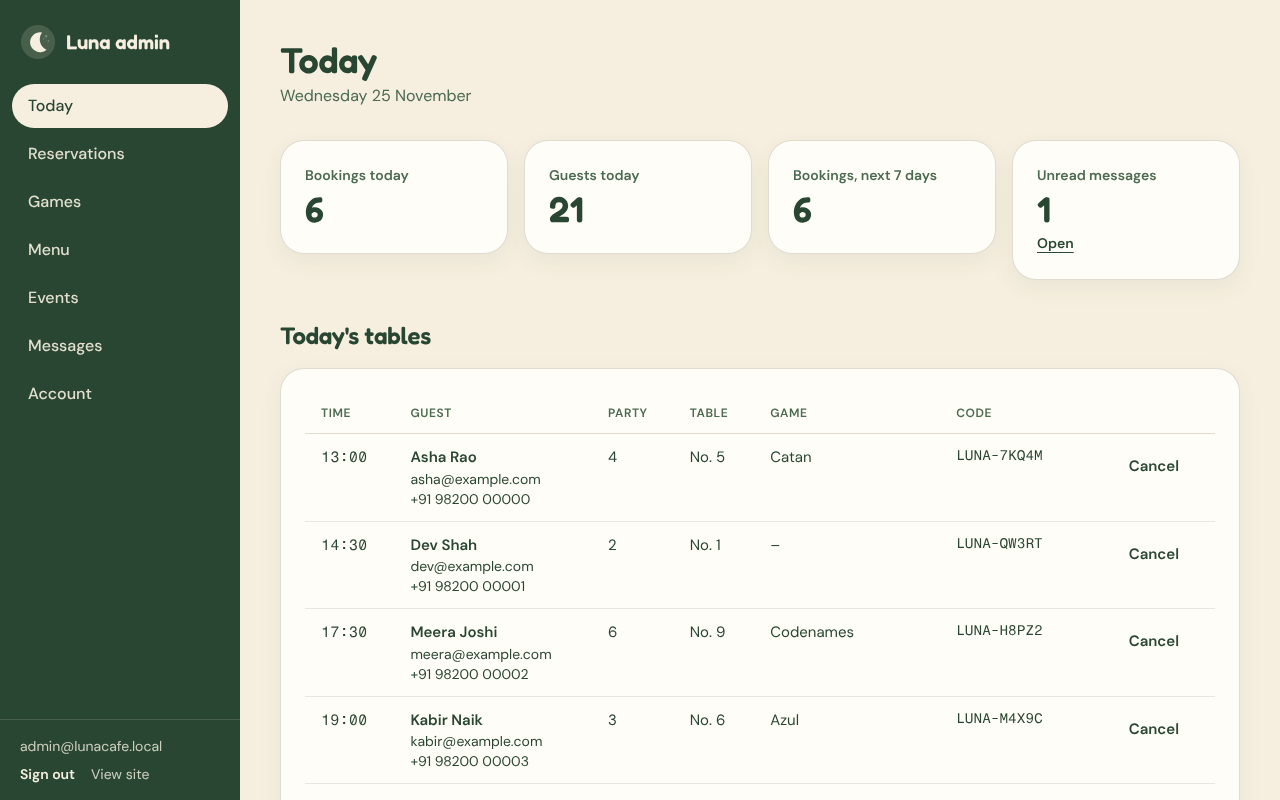 Luna admin
Today
Reservations
Games
Menu
Events
Messages
Account
admin@lunacafe.local
Sign out View site
Today
Wednesday 25 November
Bookings today
6
Guests today
21
Bookings, next 7 days
6
Unread messages
1
Open
Today's tables
TIME GUEST PARTY TABLE GAME CODE
13:00 Asha Rao 4 No. 5 Catan LUNA-7KQ4M Cancel
asha@example.com
+91 98200 00000
14:30 Dev Shah 2 No. 1 – LUNA-QW3RT Cancel
dev@example.com
+91 98200 00001
17:30 Meera Joshi 6 No. 9 Codenames LUNA-H8PZ2 Cancel
meera@example.com
+91 98200 00002
19:00 Kabir Naik 3 No. 6 Azul LUNA-M4X9C Cancel
kabir@example.com
+91 98200 00003